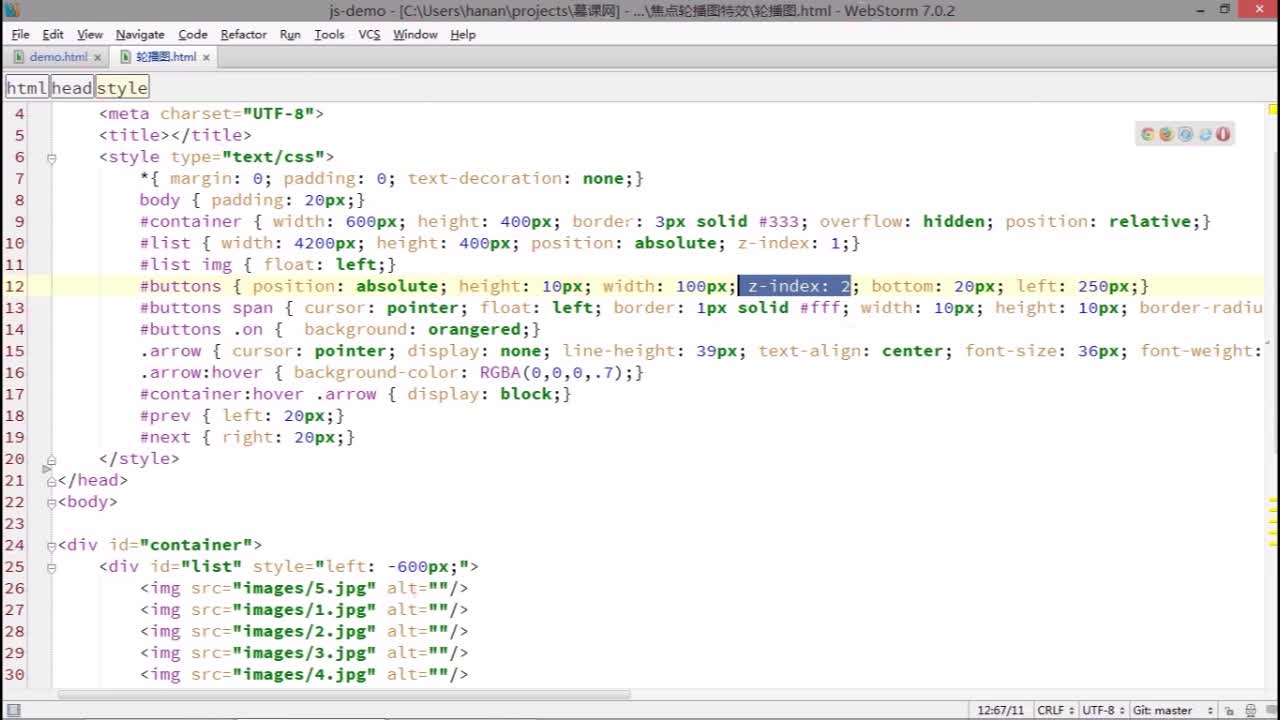 js-demo - [C:\Users\hanan\projects\慕课网] - ...\焦点轮播图特效\轮播图.html - WebStorm 7.0.2
File Edit View Navigate Code Refactor Run Tools VCS Window Help
demo.html 轮播图.html
html head style
4 <meta charset="UTF-8">
5 <title></title>
6 <style type="text/css">
7 *{ margin: 0; padding: 0; text-decoration: none;}
8 body { padding: 20px;}
9 #container { width: 600px; height: 400px; border: 3px solid #333; overflow: hidden; position: relative;}
10 #list { width: 4200px; height: 400px; position: absolute; z-index: 1;}
11 #list img { float: left;}
12 #buttons { position: absolute; height: 10px; width: 100px; z-index: 2; bottom: 20px; left: 250px;}
13 #buttons span { cursor: pointer; float: left; border: 1px solid #fff; width: 10px; height: 10px; border-radiu
14 #buttons .on { background: orangered;}
15 .arrow { cursor: pointer; display: none; line-height: 39px; text-align: center; font-size: 36px; font-weight:
16 .arrow:hover { background-color: RGBA(0,0,0,.7);}
17 #container:hover .arrow { display: block;}
18 #prev { left: 20px;}
19 #next { right: 20px;}
20 </style>
21 </head>
22 <body>
23
24 <div id="container">
25 <div id="list" style="left: -600px;">
26 <img src="images/5.jpg" alt=""/>
27 <img src="images/1.jpg" alt=""/>
28 <img src="images/2.jpg" alt=""/>
29 <img src="images/3.jpg" alt=""/>
30 <img src="images/4.jpg" alt=""/>
12:67/11 CRLF UTF-8 Git: master